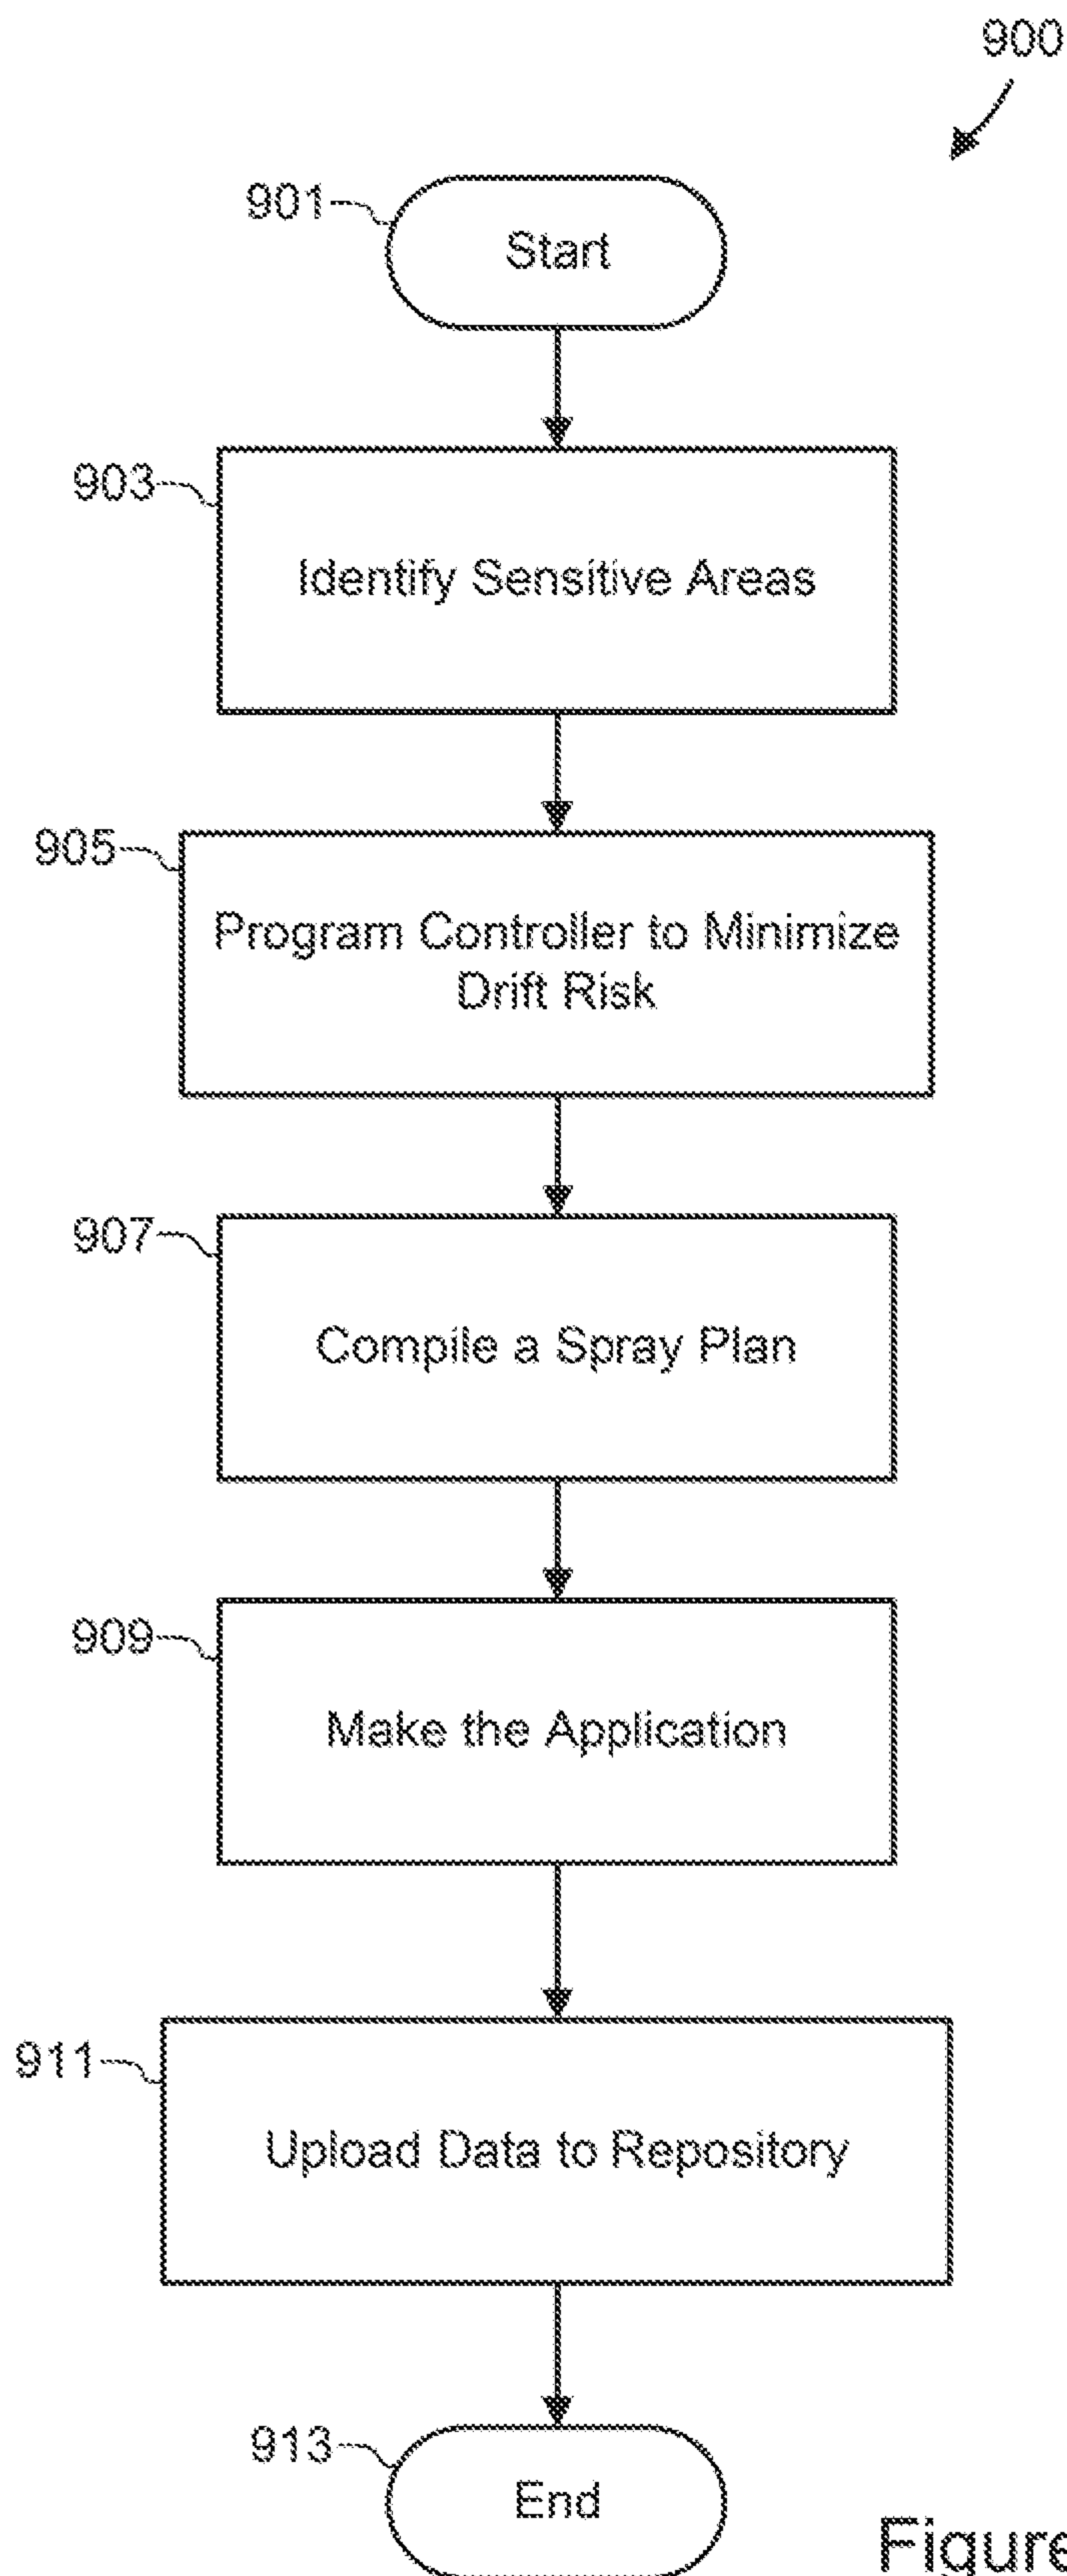 900
901
Start
903
Identify Sensitive Areas
905
Program Controller to Minimize
Drift Risk
907
Compile a Spray Plan
909
Make the Application
911
Upload Data to Repository
913
End
Figure